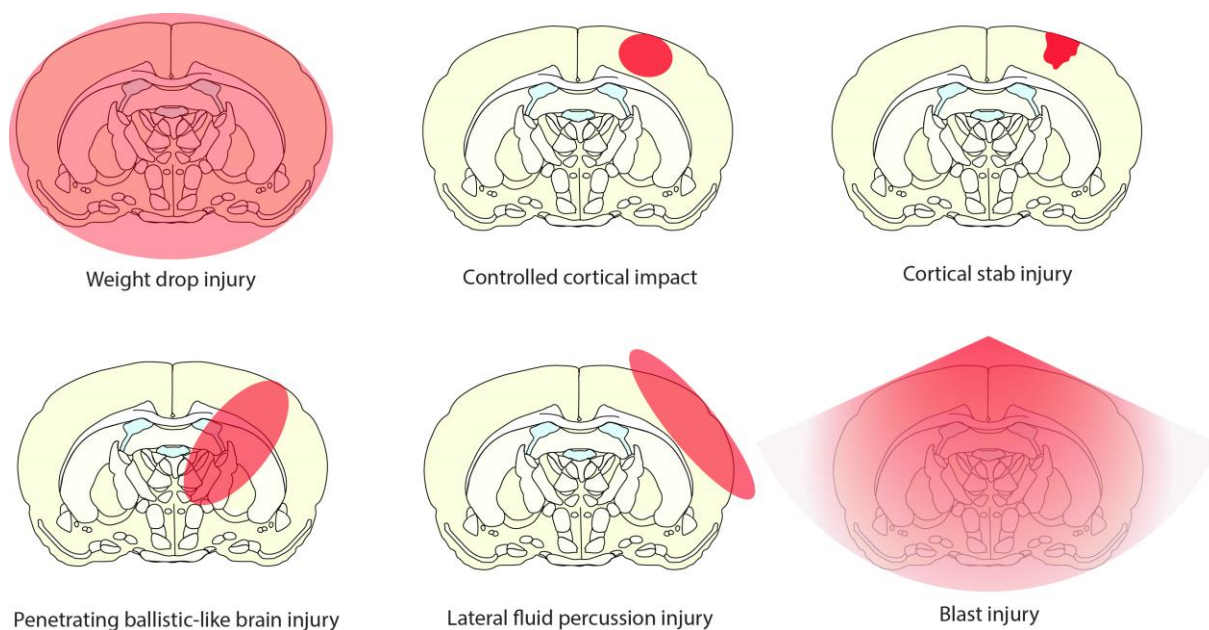 Weight drop injury
Controlled cortical impact
Cortical stab injury
Penetrating ballistic-like brain injury
Lateral fluid percussion injury
Blast injury